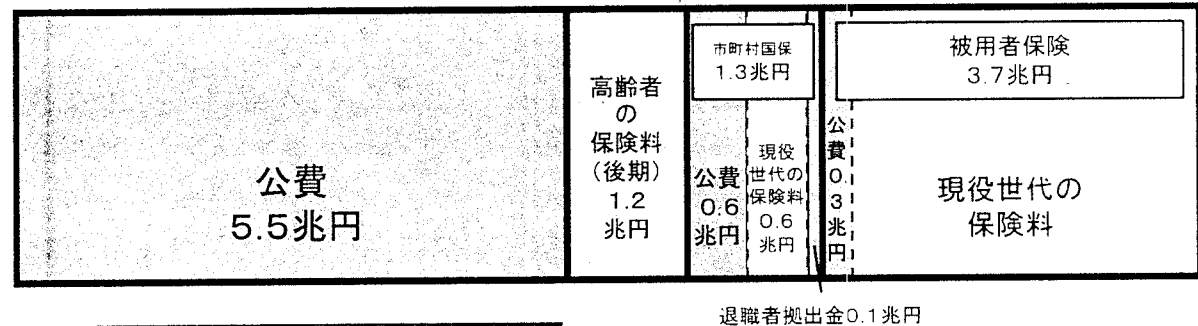 公費
5.5兆円
高齢者
の
保険料
(後期)
1.2
兆円
市町村国保
1.3兆円
公費
0.6
兆円
現役
世代の
保険料
0.6
兆円
被用者保険
3.7兆円
公費0.3兆円
現役世代の
保険料
退職者拠出金0.1兆円